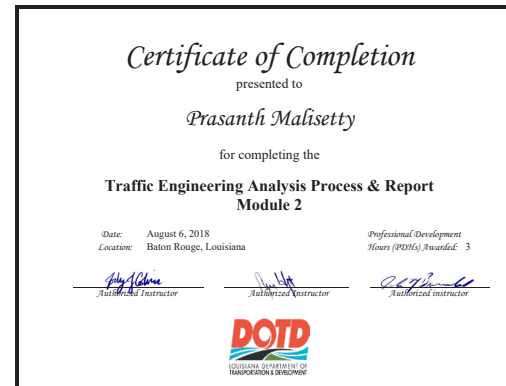 Certificate of Completion
presented to
Prasanth Malisetty
for completing the
Traffic Engineering Analysis Process & Report
Module 2
Date: August 6, 2018
Location: Baton Rouge, Louisiana
Professional Development
Hours (PDHs) Awarded: 3
Authorized Instructor
Authorized Instructor
Authorized instructor
DOTD
LOUISIANA DEPARTMENT OF
TRANSPORTATION & DEVELOPMENT